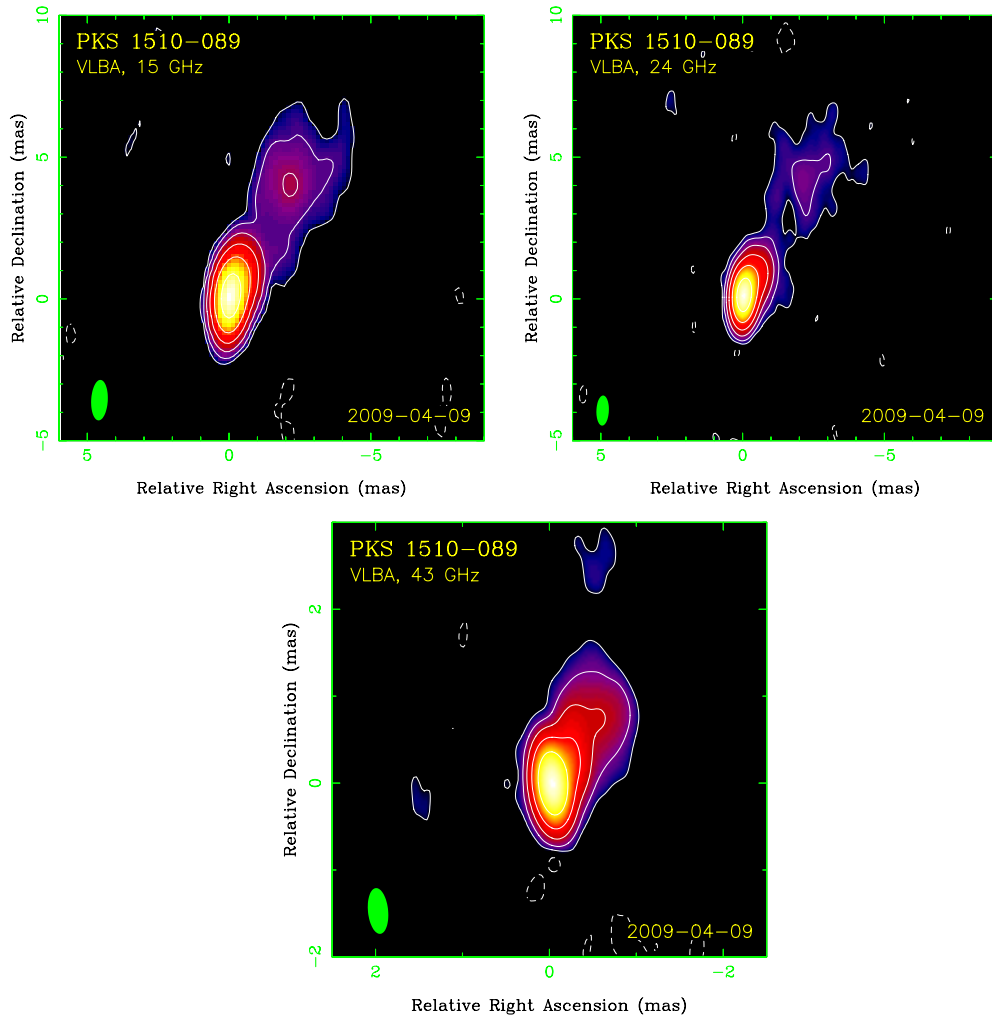 10
5
0
-5
Relative Declination (mas)
PKS 1510-089
VLBA, 15 GHz
2009-04-09
5 0 -5
Relative Right Ascension (mas)
10
5
0
-5
Relative Declination (mas)
PKS 1510-089
VLBA, 24 GHz
2009-04-09
5 0 -5
Relative Right Ascension (mas)
2
0
-2
Relative Declination (mas)
PKS 1510-089
VLBA, 43 GHz
2009-04-09
2 0 -2
Relative Right Ascension (mas)